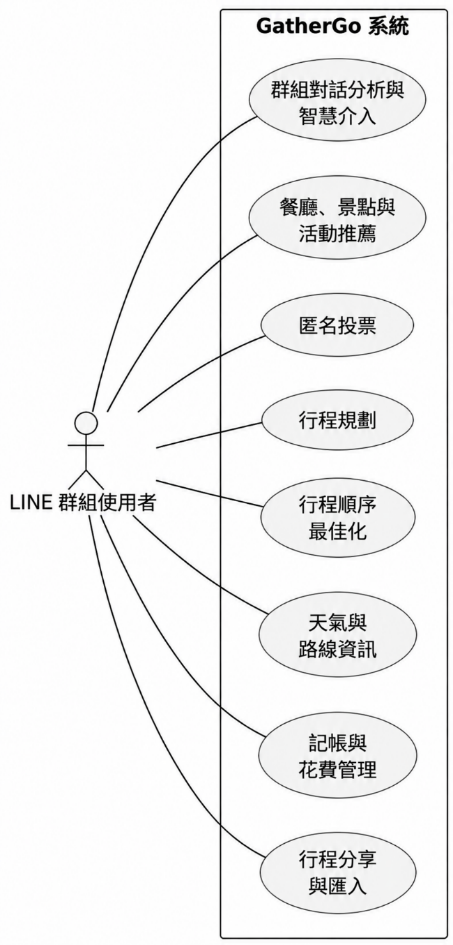 GatherGo 系統
群組對話分析與
智慧介入
餐廳、景點與
活動推薦
匿名投票
行程規劃
LINE 群組使用者
行程順序
最佳化
天氣與
路線資訊
記帳與
花費管理
行程分享
與匯入